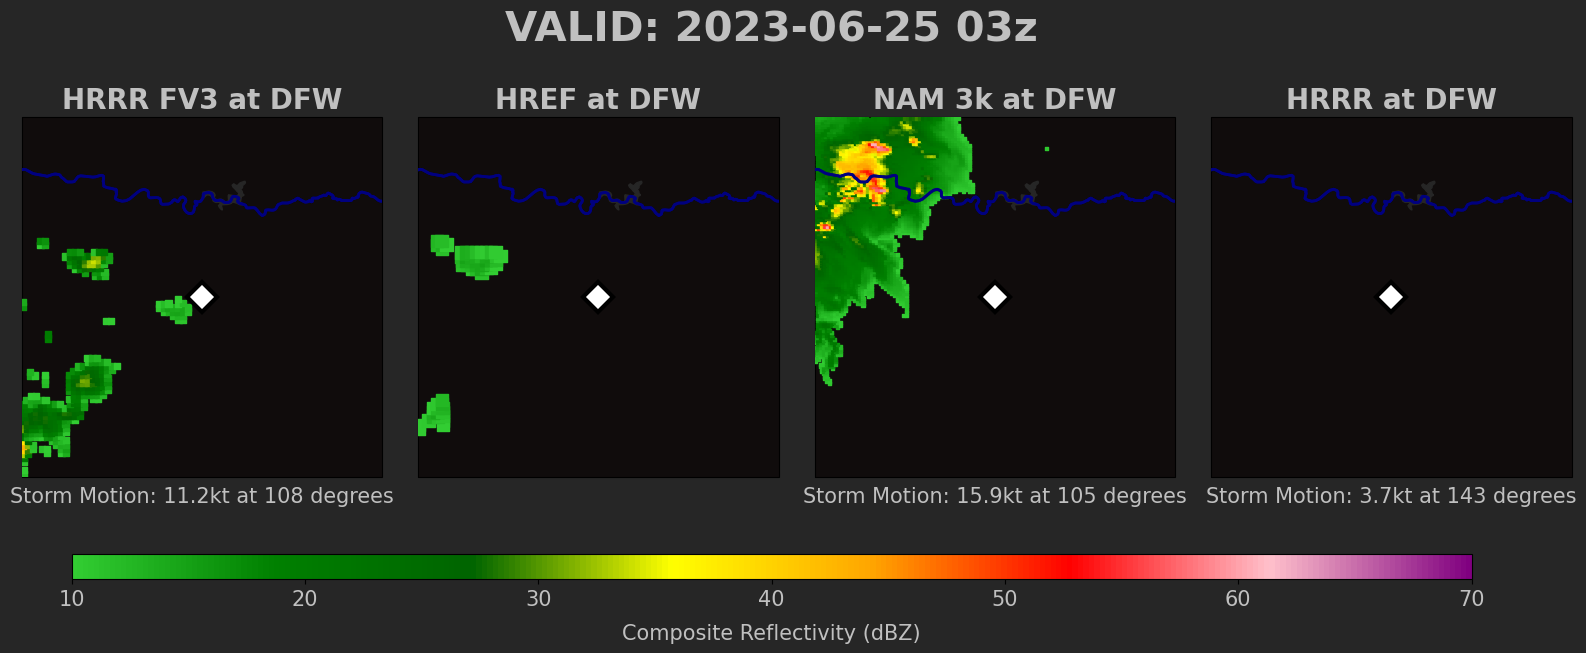 VALID: 2023-06-25 03z
HRRR FV3 at DFW
HREF at DFW
NAM 3k at DFW
HRRR at DFW
Storm Motion: 11.2kt at 108 degrees
Storm Motion: 15.9kt at 105 degrees
Storm Motion: 3.7kt at 143 degrees
10 20 30 40 50 60 70
Composite Reflectivity (dBZ)